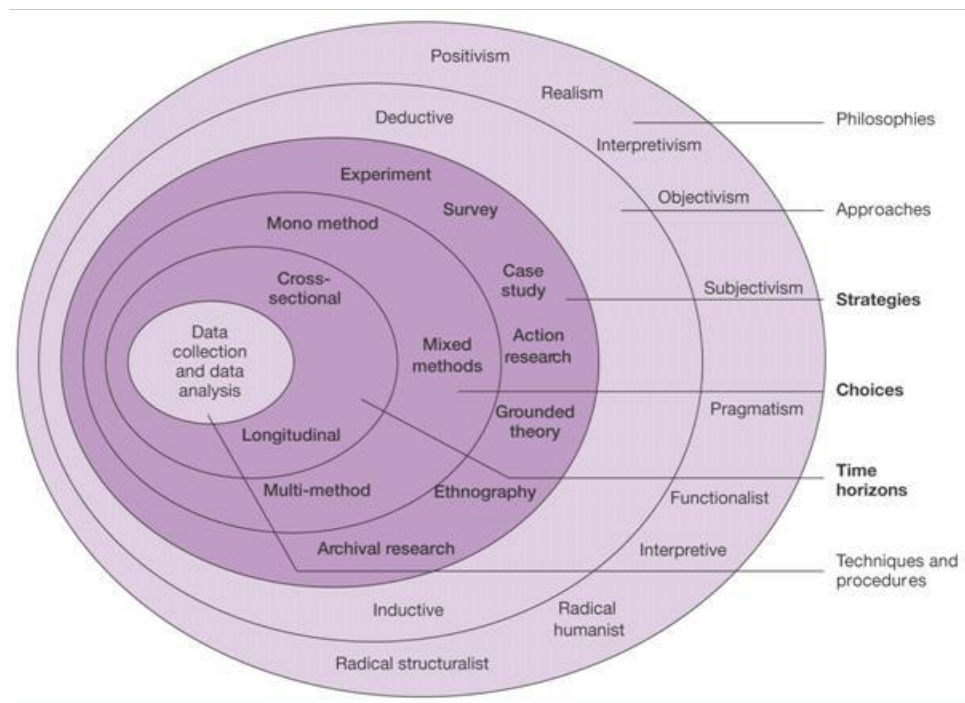 Positivism
Realism
Philosophies
Deductive
Interpretivism
Experiment
Objectivism
Survey
Approaches
Mono method
Case
study
Cross-
sectional
Subjectivism
Strategies
Data
collection
and data
analysis
Mixed
methods
Action
research
Choices
Pragmatism
Grounded
theory
Longitudinal
Time
horizons
Multi-method
Ethnography
Functionalist
Archival research
Interpretive
Techniques and
procedures
Inductive
Radical
humanist
Radical structuralist